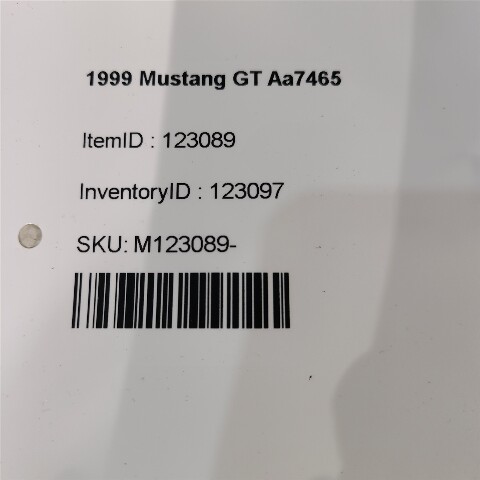 1999 Mustang GT Aa7465
ItemID : 123089
InventoryID : 123097
SKU: M123089-